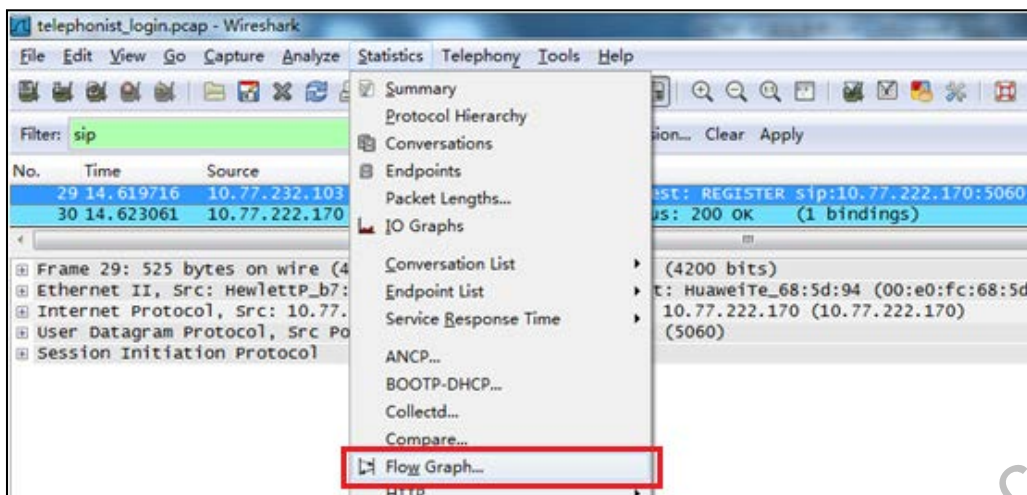 telephonist_login.pcap - Wireshark
File Edit View Go Capture Analyze Statistics Telephony Tools Help
Filter: sip
ion... Clear Apply
No. Time Source
29 14.619716 10.77.232.103 est: REGISTER sip:10.77.222.170:5060
30 14.623061 10.77.222.170 us: 200 OK (1 bindings)
Frame 29: 525 bytes on wire (4 (4200 bits)
Ethernet II, Src: HewlettP_b7: t: HuaweiTe_68:5d:94 (00:e0:fc:68:5d
Internet Protocol, Src: 10.77. 10.77.222.170 (10.77.222.170)
User Datagram Protocol, Src Po (5060)
Session Initiation Protocol
Summary
Protocol Hierarchy
Conversations
Endpoints
Packet Lengths...
IO Graphs
Conversation List
Endpoint List
Service Response Time
ANCP...
BOOTP-DHCP...
Collectd...
Compare...
Flow Graph...
HTTP